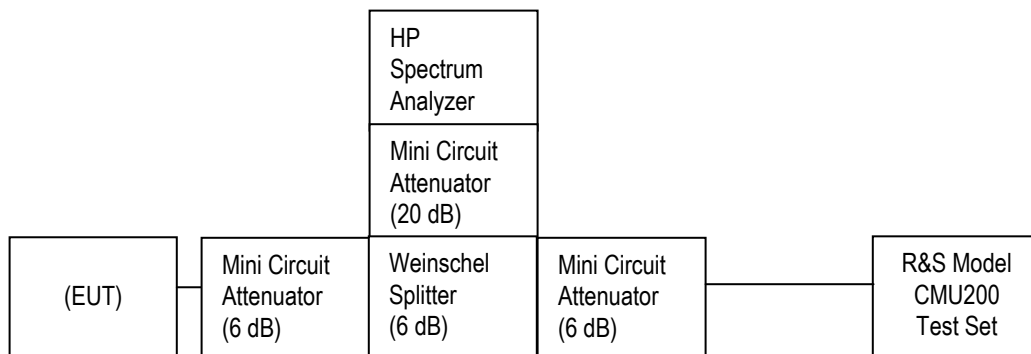 HP
Spectrum
Analyzer
Mini Circuit
Attenuator
(20 dB)
(EUT)
Mini Circuit
Attenuator
(6 dB)
Weinschel
Splitter
(6 dB)
Mini Circuit
Attenuator
(6 dB)
R&S Model
CMU200
Test Set